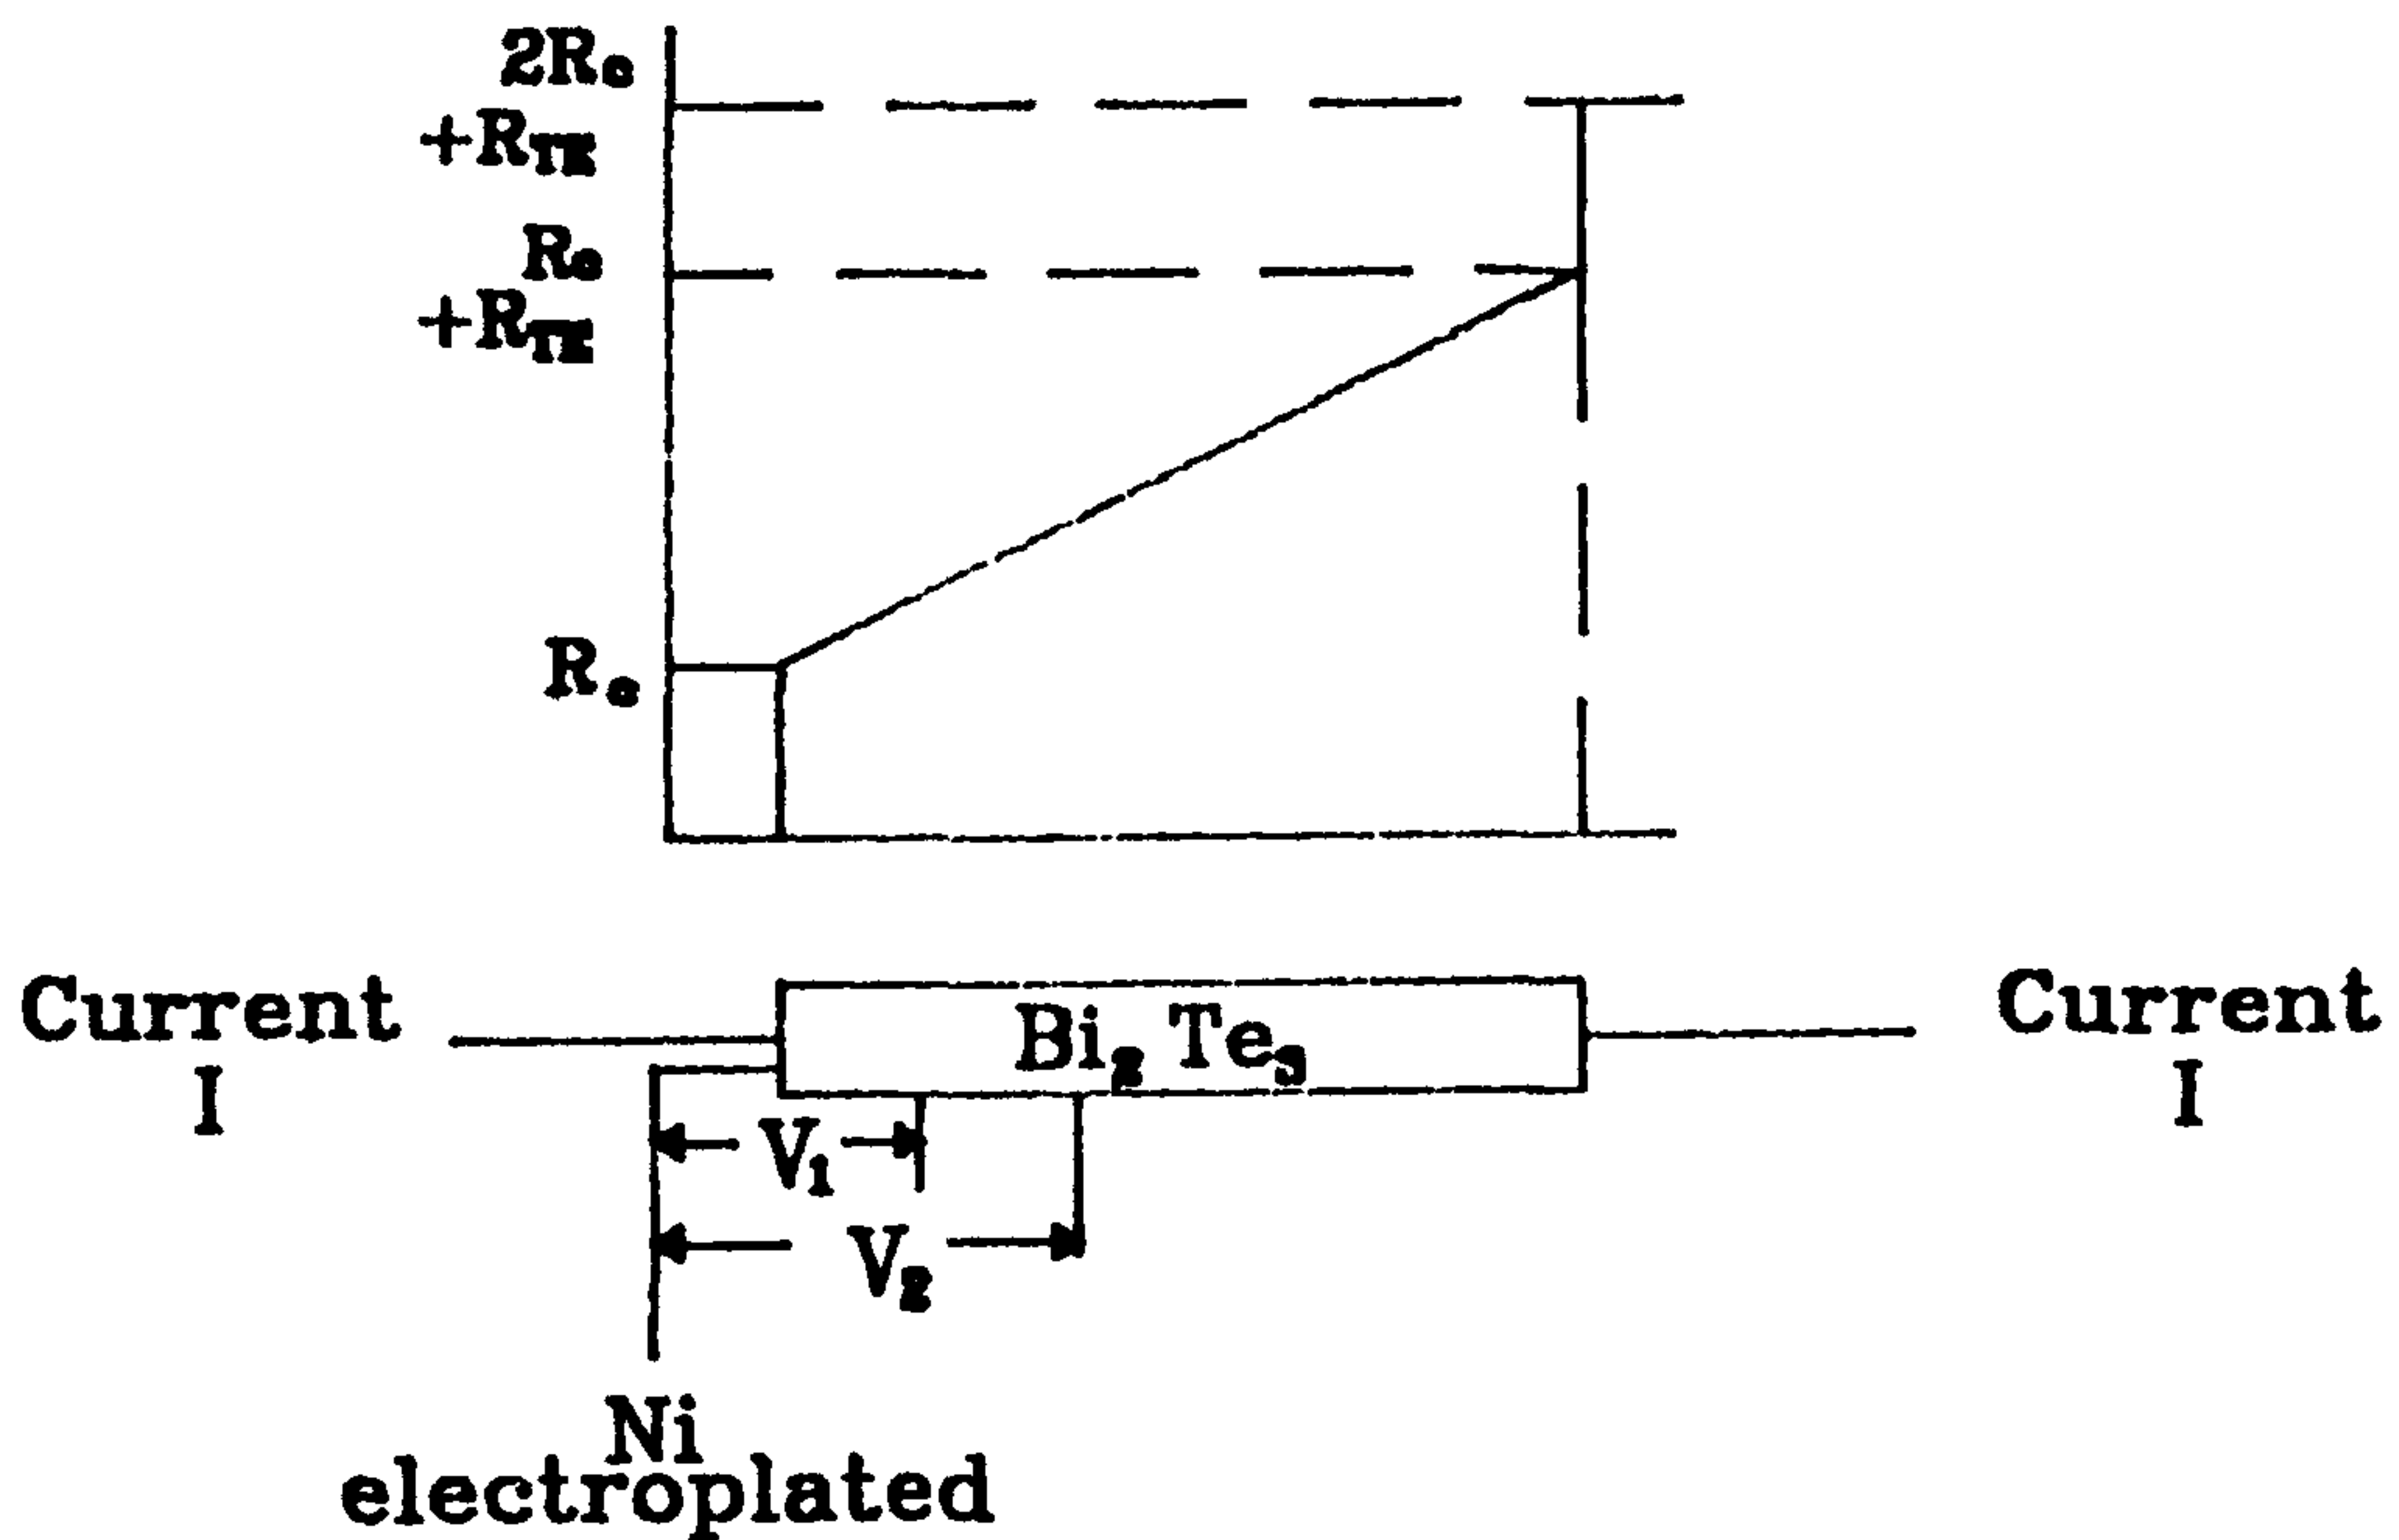 2Rc
+RTE
Rc
+RTE
Rc
Current
I
Bi2 Te3
Current
I
V1
V2
Ni
electroplated